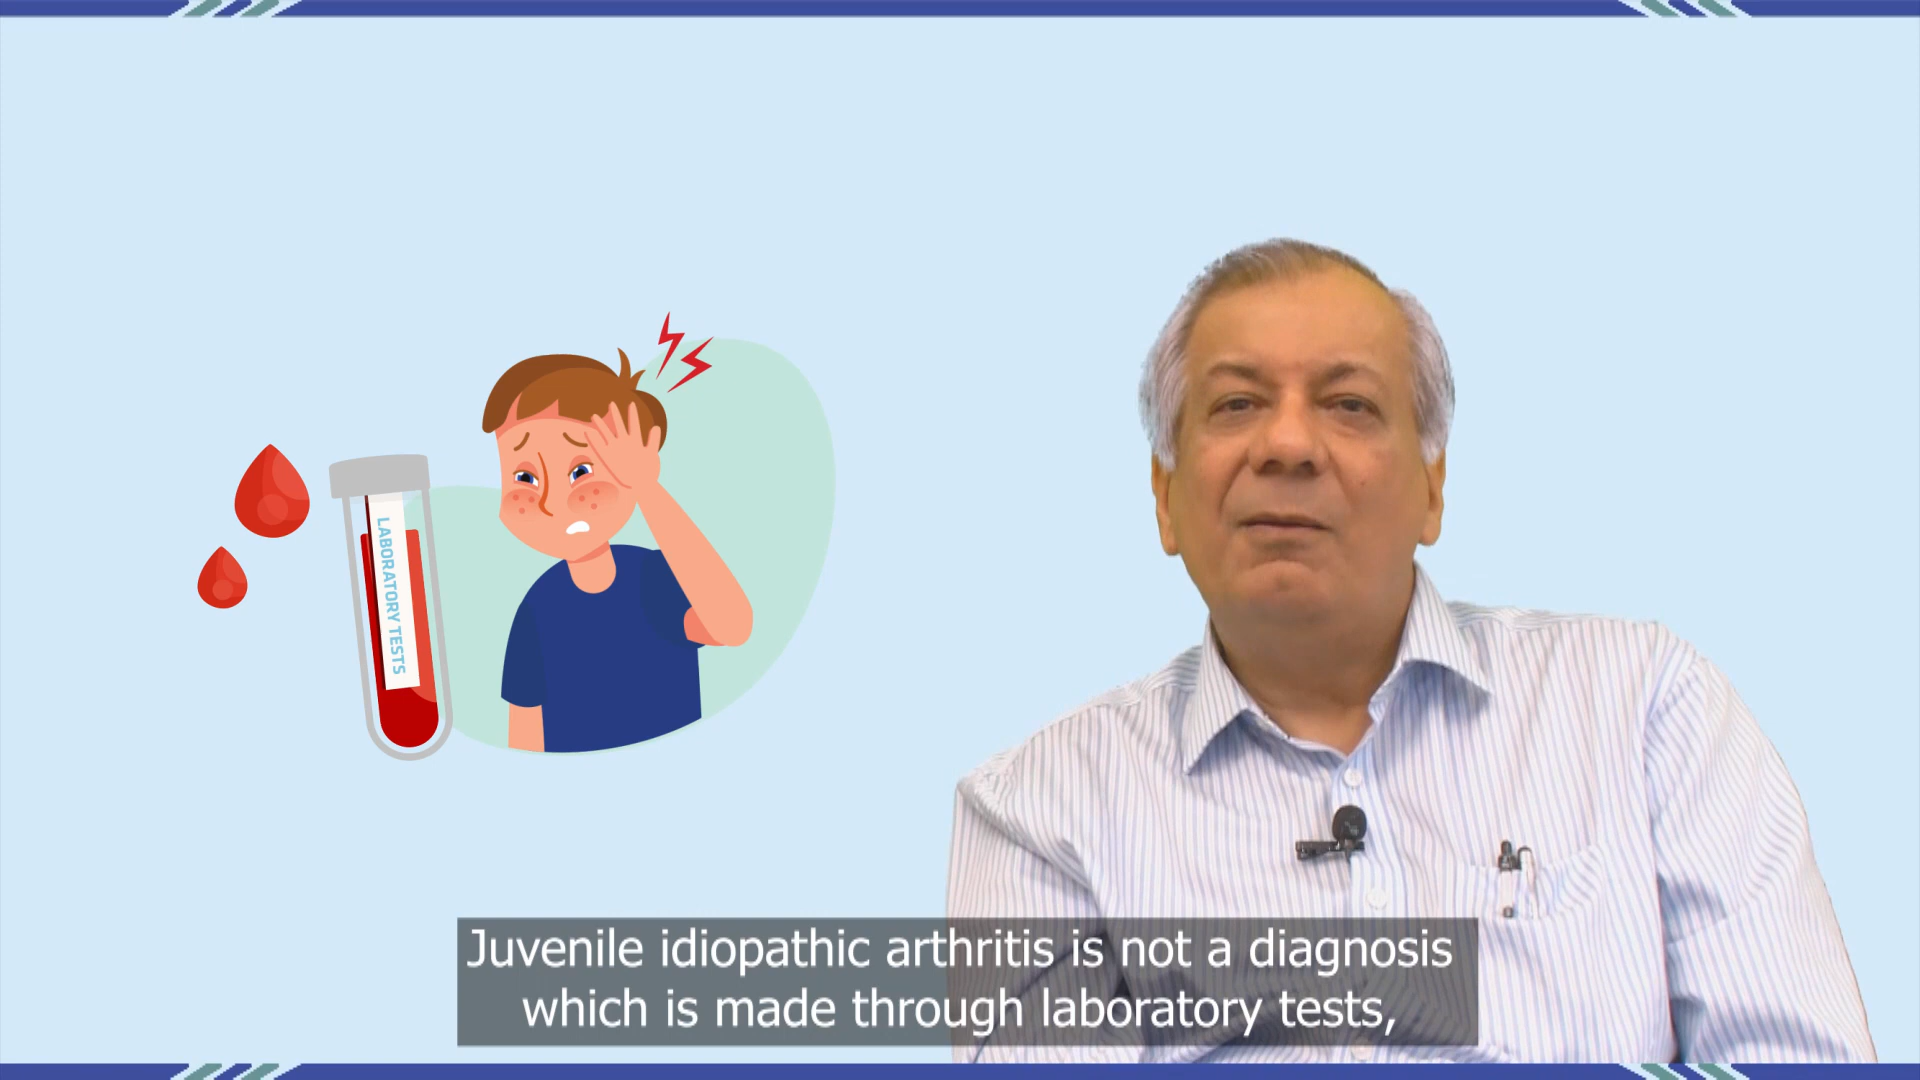 LABORATORY TESTS
Juvenile idiopathic arthritis is not a diagnosis
which is made through laboratory tests,